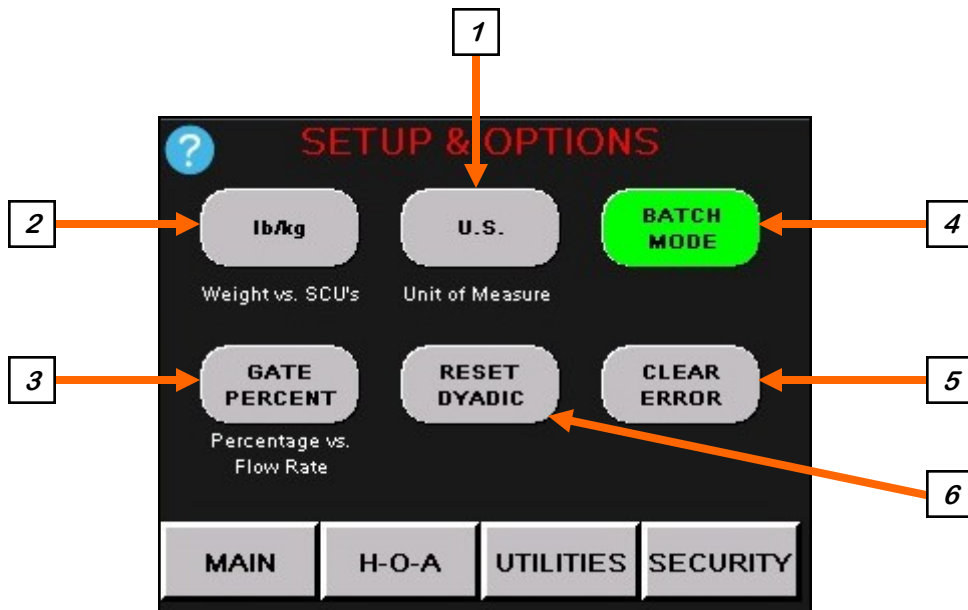 1
?
SETUP & OPTIONS
2
lb/kg
U.S.
BATCH
MODE
4
Weight vs. SCU's
Unit of Measure
3
GATE
PERCENT
RESET
DYADIC
CLEAR
ERROR
5
Percentage vs.
Flow Rate
6
MAIN
H-O-A
UTILITIES
SECURITY